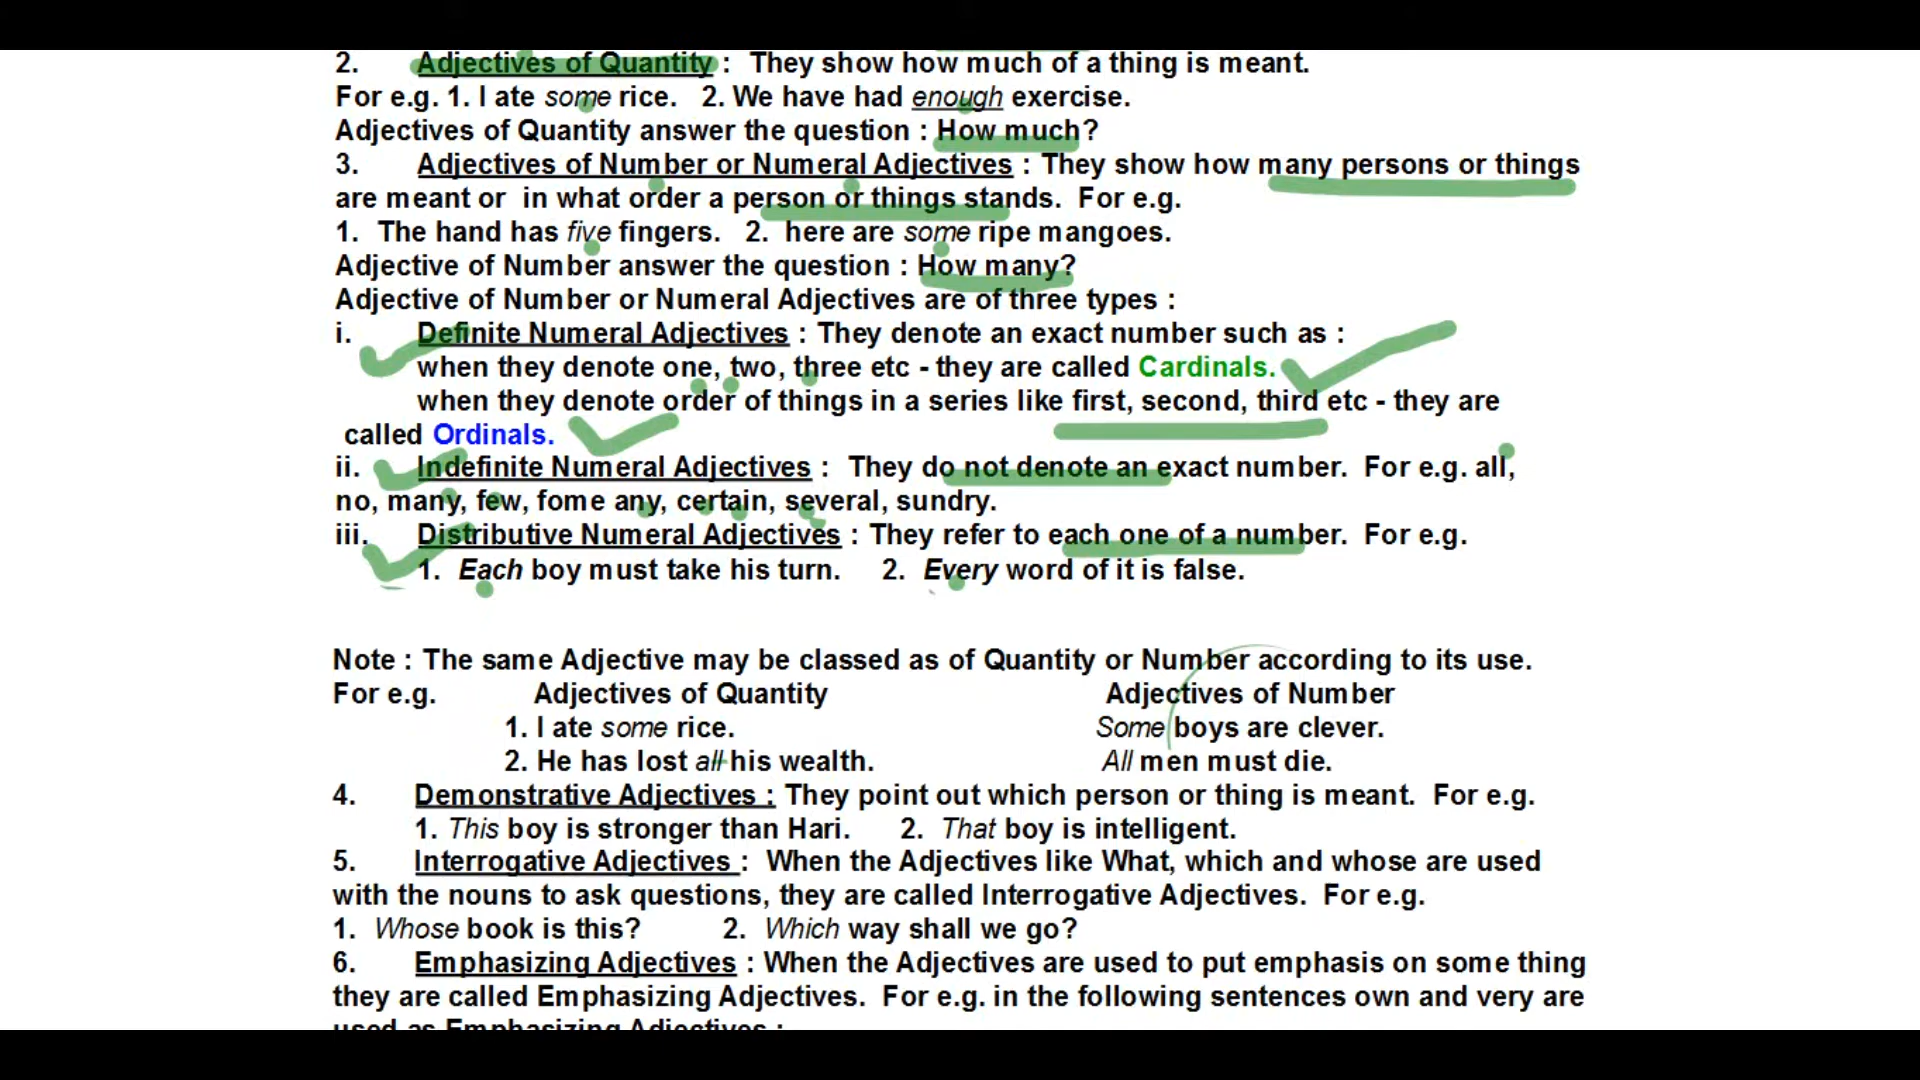 2. Adjectives of Quantity : They show how much of a thing is meant.
For e.g. 1. I ate some rice. 2. We have had enough exercise.
Adjectives of Quantity answer the question : How much?
3. Adjectives of Number or Numeral Adjectives : They show how many persons or things
are meant or in what order a person or things stands. For e.g.
1. The hand has five fingers. 2. here are some ripe mangoes.
Adjective of Number answer the question : How many?
Adjective of Number or Numeral Adjectives are of three types :
i. Definite Numeral Adjectives : They denote an exact number such as :
when they denote one, two, three etc - they are called Cardinals.
when they denote order of things in a series like first, second, third etc - they are
called Ordinals.
ii. Indefinite Numeral Adjectives : They do not denote an exact number. For e.g. all,
no, many, few, fome any, certain, several, sundry.
iii. Distributive Numeral Adjectives : They refer to each one of a number. For e.g.
1. Each boy must take his turn. 2. Every word of it is false.
Note : The same Adjective may be classed as of Quantity or Number according to its use.
For e.g. Adjectives of Quantity Adjectives of Number
1. I ate some rice. Some boys are clever.
2. He has lost all his wealth. All men must die.
4. Demonstrative Adjectives : They point out which person or thing is meant. For e.g.
1. This boy is stronger than Hari. 2. That boy is intelligent.
5. Interrogative Adjectives : When the Adjectives like What, which and whose are used
with the nouns to ask questions, they are called Interrogative Adjectives. For e.g.
1. Whose book is this? 2. Which way shall we go?
6. Emphasizing Adjectives : When the Adjectives are used to put emphasis on some thing
they are called Emphasizing Adjectives. For e.g. in the following sentences own and very are
used as Emphasizing Adjectives :